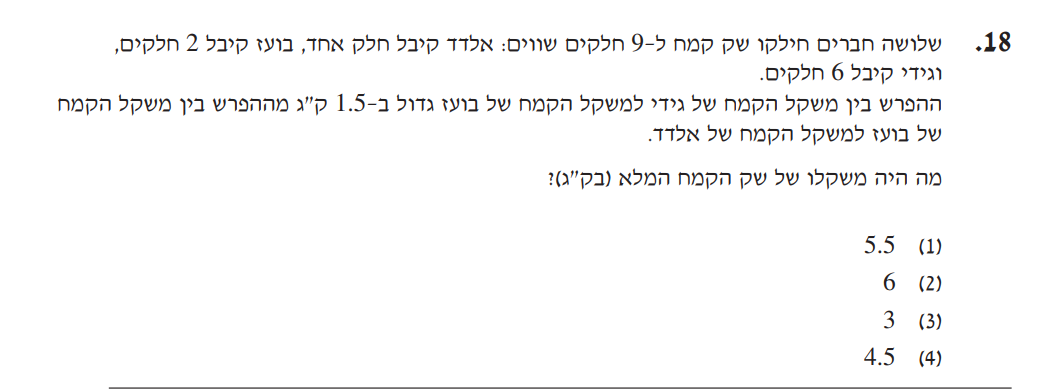 18. שלושה חברים חילקו שק קמח ל-9 חלקים שווים: אלדד קיבל חלק אחד, בועז קיבל 2 חלקים,
וגידי קיבל 6 חלקים.
ההפרש בין משקל הקמח של גידי למשקל הקמח של בועז גדול ב-1.5 ק"ג מההפרש בין משקל הקמח
של בועז למשקל הקמח של אלדד.
מה היה משקלו של שק הקמח המלא (בק"ג)?
(1) 5.5
(2) 6
(3) 3
(4) 4.5